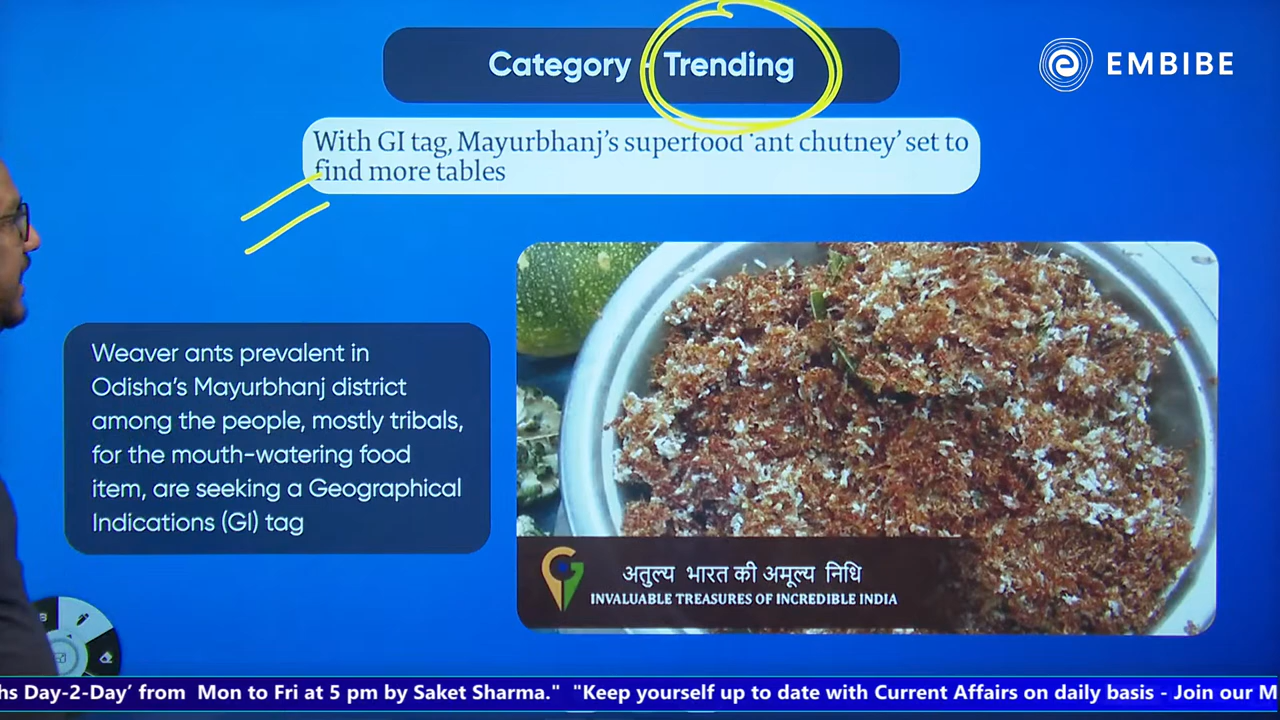 Category - Trending
EMBIBE
With GI tag, Mayurbhanj’s superfood ‘ant chutney’ set to
find more tables
Weaver ants prevalent in
Odisha’s Mayurbhanj district
among the people, mostly tribals,
for the mouth-watering food
item, are seeking a Geographical
Indications (GI) tag
अतुल्य भारत की अमूल्य निधि
INVALUABLE TREASURES OF INCREDIBLE INDIA
hs Day-2-Day’ from Mon to Fri at 5 pm by Saket Sharma." "Keep yourself up to date with Current Affairs on daily basis - Join our M